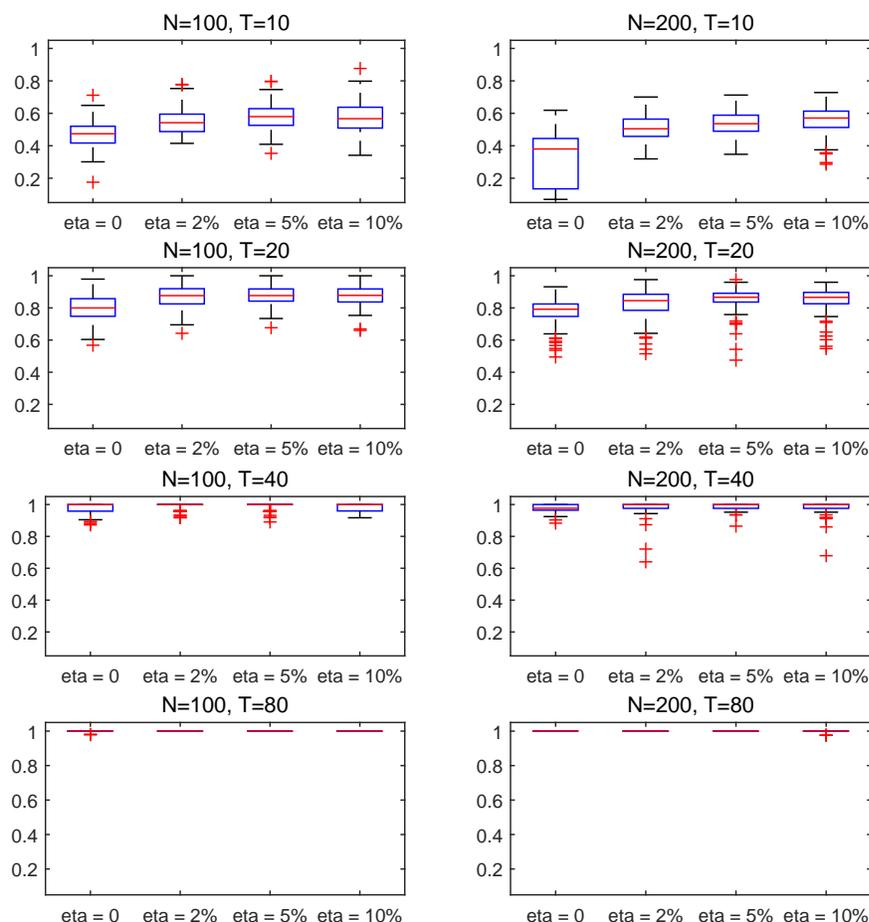 N=100, T=10
1
0.8
0.6
0.4
0.2
eta = 0 eta = 2% eta = 5% eta = 10%
N=200, T=10
1
0.8
0.6
0.4
0.2
eta = 0 eta = 2% eta = 5% eta = 10%
N=100, T=20
1
0.8
0.6
0.4
0.2
eta = 0 eta = 2% eta = 5% eta = 10%
N=200, T=20
1
0.8
0.6
0.4
0.2
eta = 0 eta = 2% eta = 5% eta = 10%
N=100, T=40
1
0.8
0.6
0.4
0.2
eta = 0 eta = 2% eta = 5% eta = 10%
N=200, T=40
1
0.8
0.6
0.4
0.2
eta = 0 eta = 2% eta = 5% eta = 10%
N=100, T=80
1
0.8
0.6
0.4
0.2
eta = 0 eta = 2% eta = 5% eta = 10%
N=200, T=80
1
0.8
0.6
0.4
0.2
eta = 0 eta = 2% eta = 5% eta = 10%